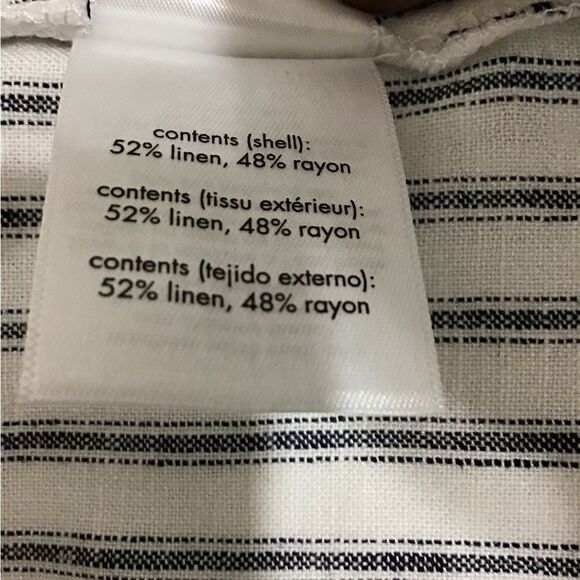 contents (shell):
52% linen, 48% rayon
contents (tissu extérieur):
52% linen, 48% rayon
contents (tejido externo):
52% linen, 48% rayon